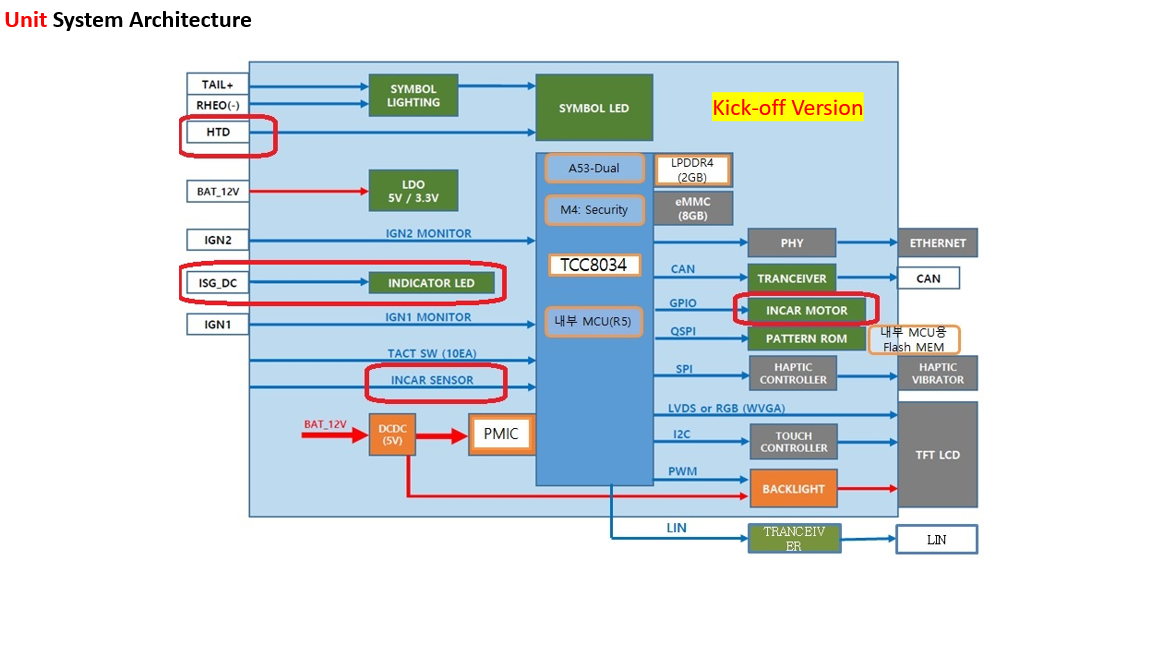 Unit System Architecture
Kick-off Version
TAIL+
RHEO(-)
HTD
SYMBOL
LIGHTING
SYMBOL LED
BAT_12V
LDO
5V / 3.3V
A53-Dual
LPDDR4
(2GB)
M4: Security
eMMC
(8GB)
IGN2
IGN2 MONITOR
PHY
ETHERNET
TCC8034
ISG_DC
INDICATOR LED
CAN
TRANCEIVER
CAN
GPIO
INCAR MOTOR
IGN1
IGN1 MONITOR
내부 MCU(R5)
QSPI
PATTERN ROM
내부 MCU용
Flash MEM
TACT SW (10EA)
INCAR SENSOR
SPI
HAPTIC
CONTROLLER
HAPTIC
VIBRATOR
LVDS or RGB (WVGA)
BAT_12V
DCDC
(5V)
PMIC
I2C
TOUCH
CONTROLLER
TFT LCD
PWM
BACKLIGHT
LIN
TRANCEIV
ER
LIN